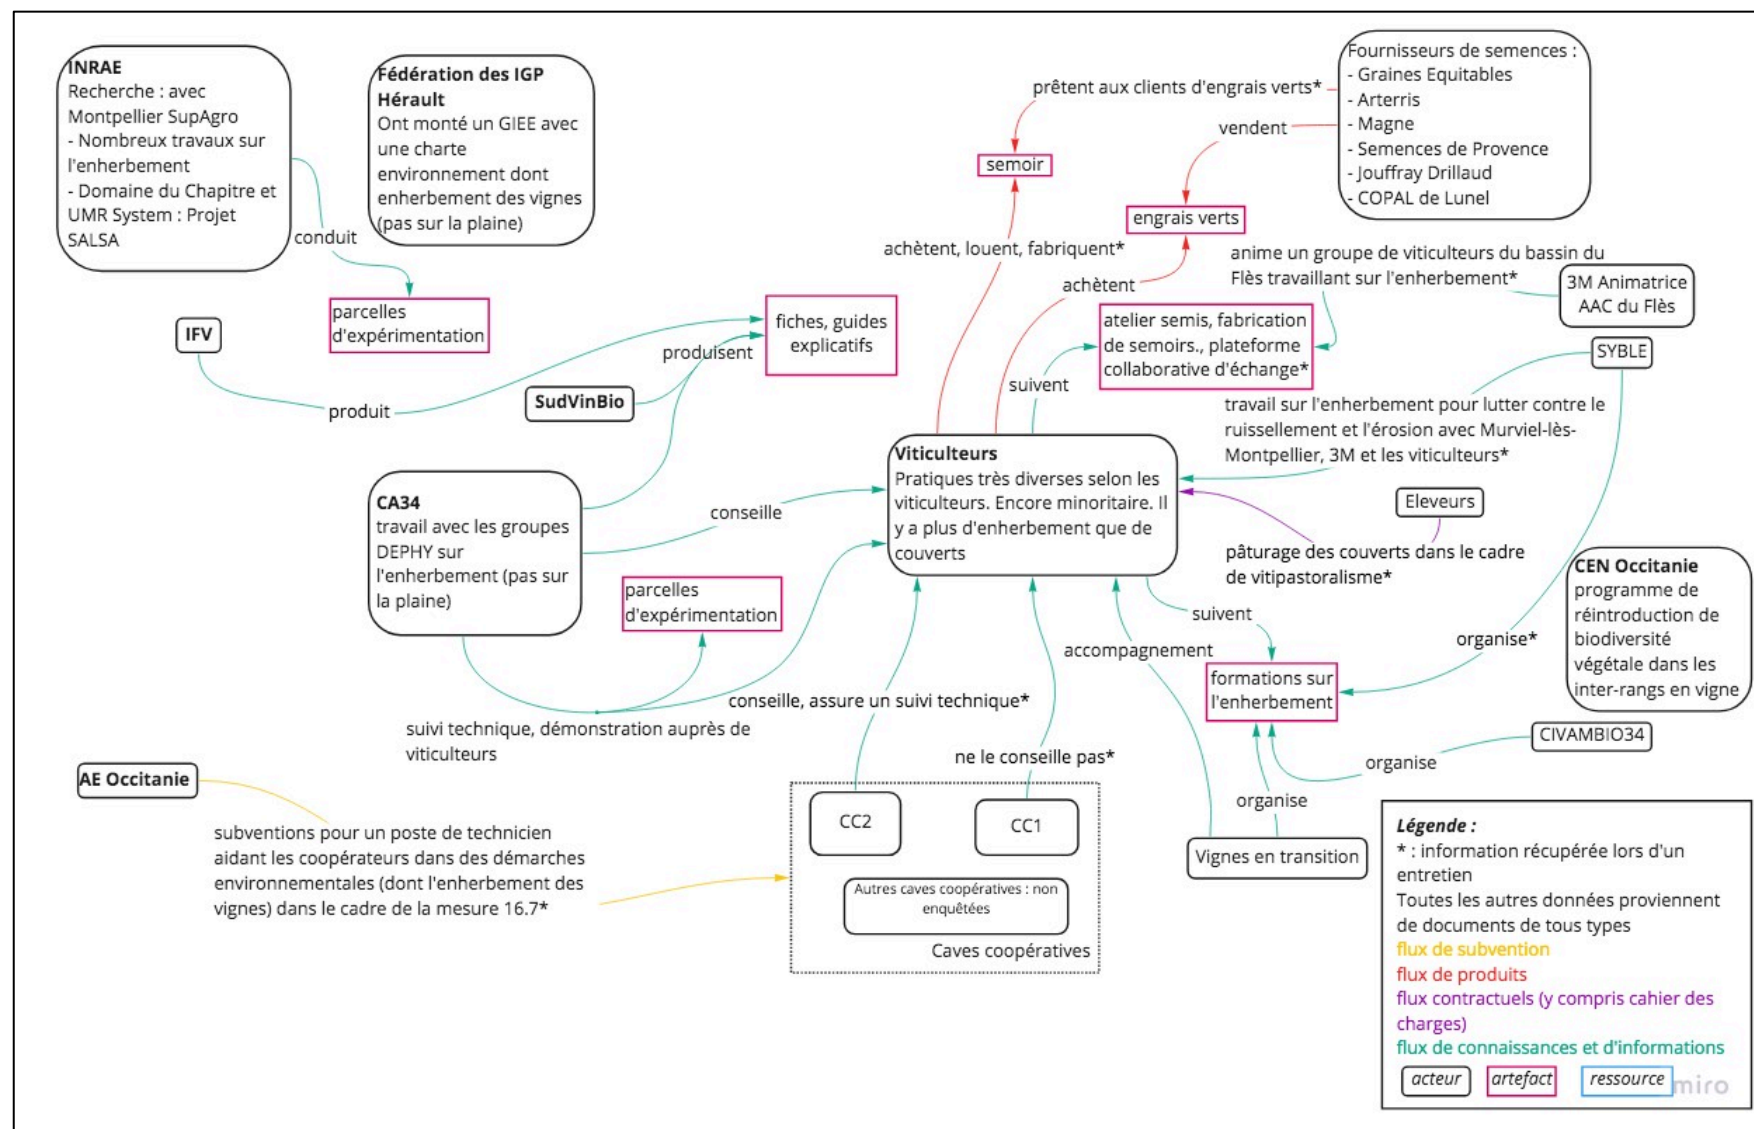 INRAE
Recherche : avec
Montpellier SupAgro
- Nombreux travaux sur
l'enherbement
- Domaine du Chapitre et
UMR System : Projet
SALSA
Fédération des IGP
Hérault
Ont monté un GIEE avec
une charte
environnement dont
enherbement des vignes
(pas sur la plaine)
Fournisseurs de semences :
- Graines Equitables
- Arterris
- Magne
- Semences de Provence
- Jouffray Drillaud
- COPAL de Lunel
prêtent aux clients d'engrais verts*
vendent
semoir
engrais verts
conduit
achètent, louent, fabriquent*
achètent
anime un groupe de viticulteurs du bassin du
Flès travaillant sur l'enherbement*
3M Animatrice
AAC du Flès
parcelles
d'expérimentation
IFV
fiches, guides
explicatifs
atelier semis, fabrication
de semoirs., plateforme
collaborative d'échange*
SYBLE
produisent
suivent
SudVinBio
produit
travail sur l'enherbement pour lutter contre le
ruissellement et l'érosion avec Murviel-lès-
Montpellier, 3M et les viticulteurs*
Viticulteurs
Pratiques très diverses selon les
viticulteurs. Encore minoritaire. Il
y a plus d'enherbement que de
couverts
CA34
travail avec les groupes
DEPHY sur
l'enherbement (pas sur
la plaine)
conseille
Eleveurs
pâturage des couverts dans le cadre
de vitipastoralisme*
CEN Occitanie
programme de
réintroduction de
biodiversité
végétale dans les
inter-rangs en vigne
parcelles
d'expérimentation
suivent
organise*
accompagnement
formations sur
l'enherbement
conseille, assure un suivi technique*
suivi technique, démonstration auprès de
viticulteurs
ne le conseille pas*
CIVAMBIO34
organise
AE Occitanie
organise
subventions pour un poste de technicien
aidant les coopérateurs dans des démarches
environnementales (dont l'enherbement des
vignes) dans le cadre de la mesure 16.7*
CC2
CC1
Autres caves coopératives : non
enquêtées
Caves coopératives
Vignes en transition
Légende :
* : information récupérée lors d'un
entretien
Toutes les autres données proviennent
de documents de tous types
flux de subvention
flux de produits
flux contractuels (y compris cahier des
charges)
flux de connaissances et d'informations
acteur
artefact
ressource
miro